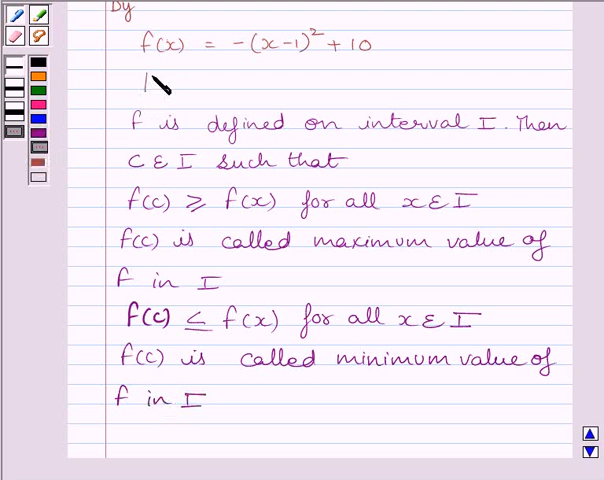 By
f(x) = -(x-1)² + 10
f is defined on interval I. Then
C ε I such that
f(c) ≥ f(x) for all x ε I
f(c) is called maximum value of
f in I
f(c) ≤ f(x) for all x ε I
f(c) is called minimum value of
f in I